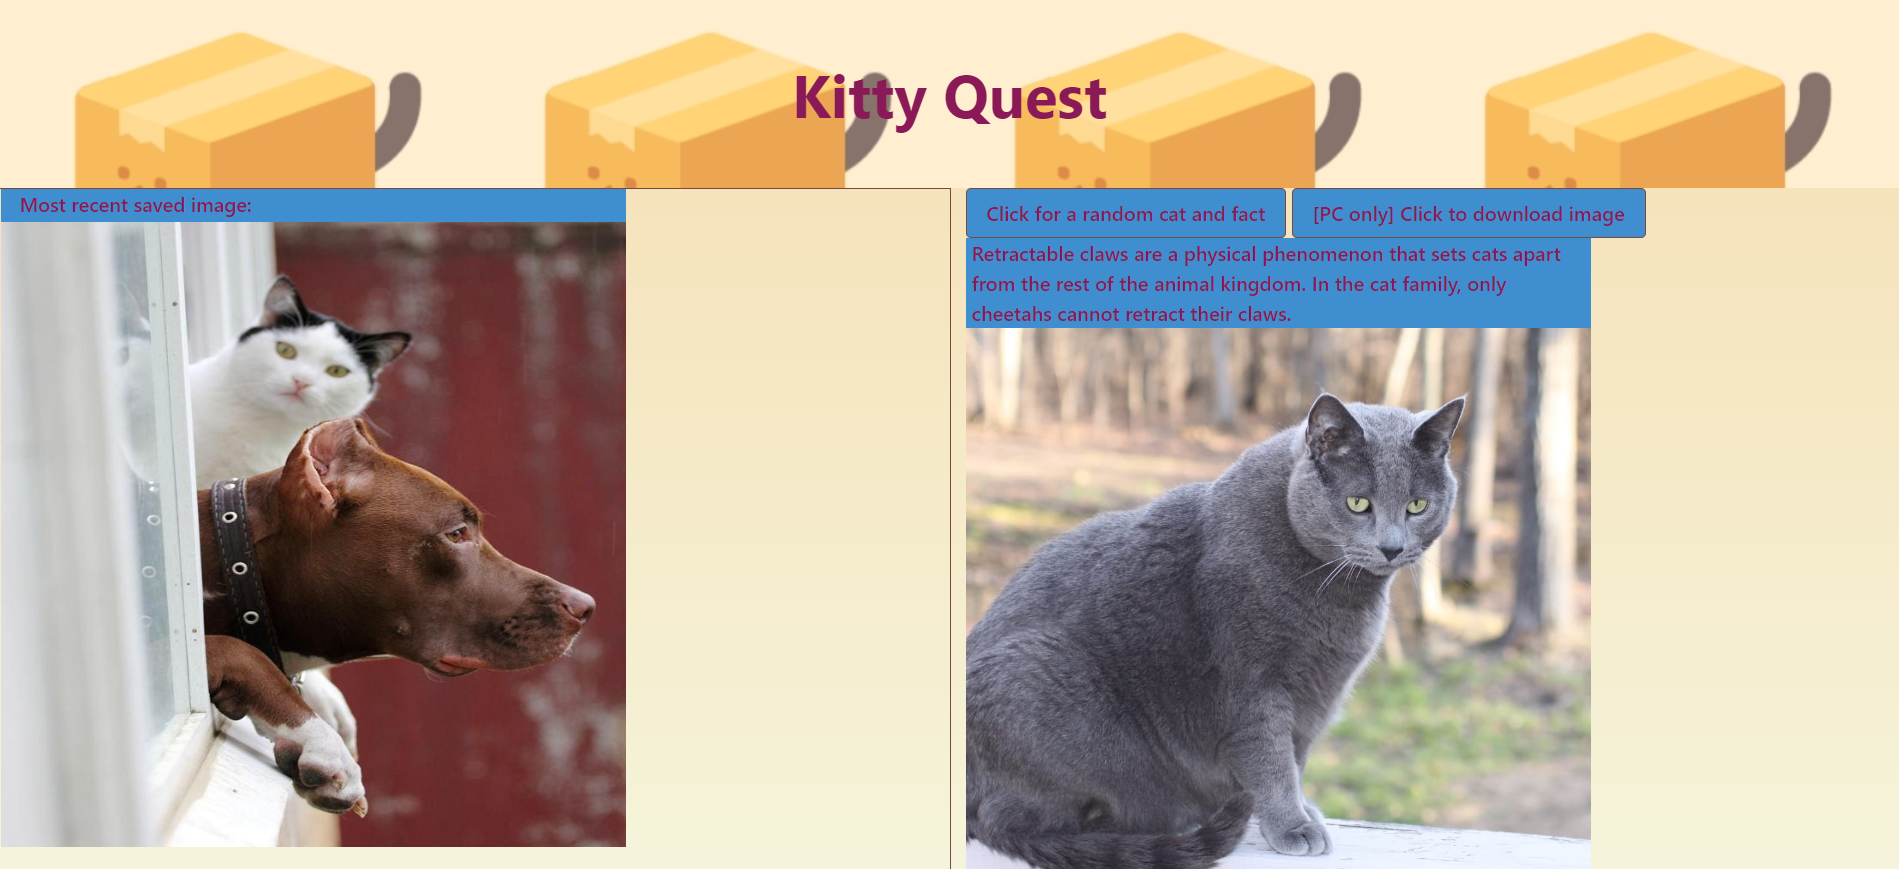 Kitty Quest
Most recent saved image:
Click for a random cat and fact
[PC only] Click to download image
Retractable claws are a physical phenomenon that sets cats apart
from the rest of the animal kingdom. In the cat family, only
cheetahs cannot retract their claws.